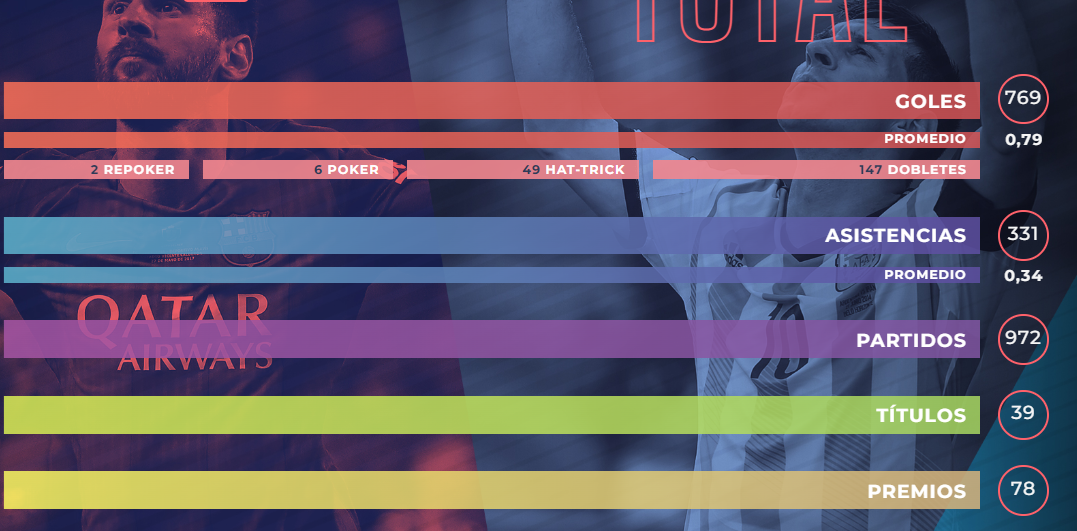 TOTAL
GOLES 769
PROMEDIO 0,79
2 REPOKER 6 POKER 49 HAT-TRICK 147 DOBLETES
ASISTENCIAS 331
PROMEDIO 0,34
QATAR
AIRWAYS
PARTIDOS 972
10
TÍTULOS 39
PREMIOS 78